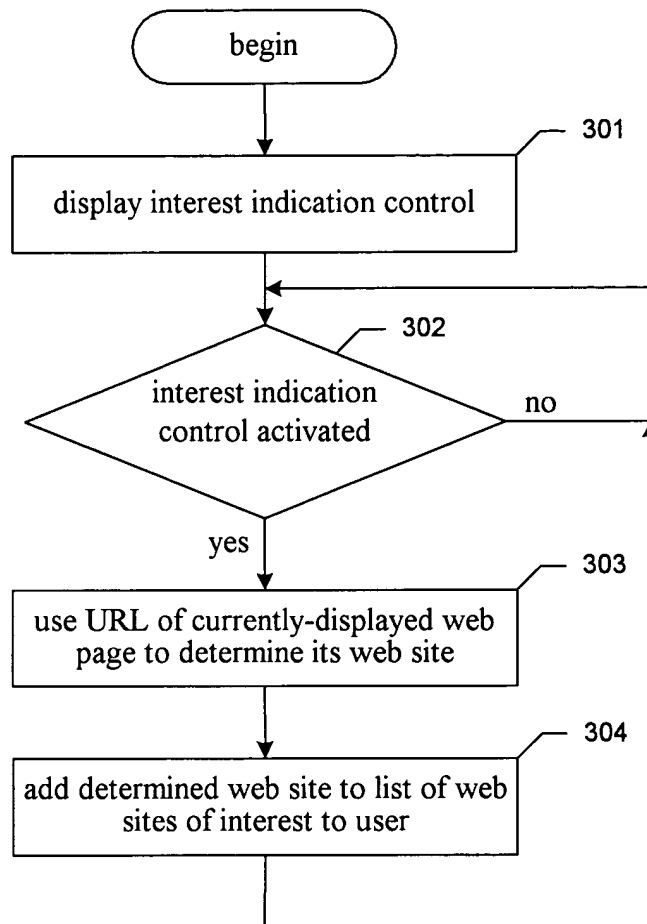 begin
301
display interest indication control
302
interest indication
control activated
no
yes
303
use URL of currently-displayed web
page to determine its web site
304
add determined web site to list of web
sites of interest to user